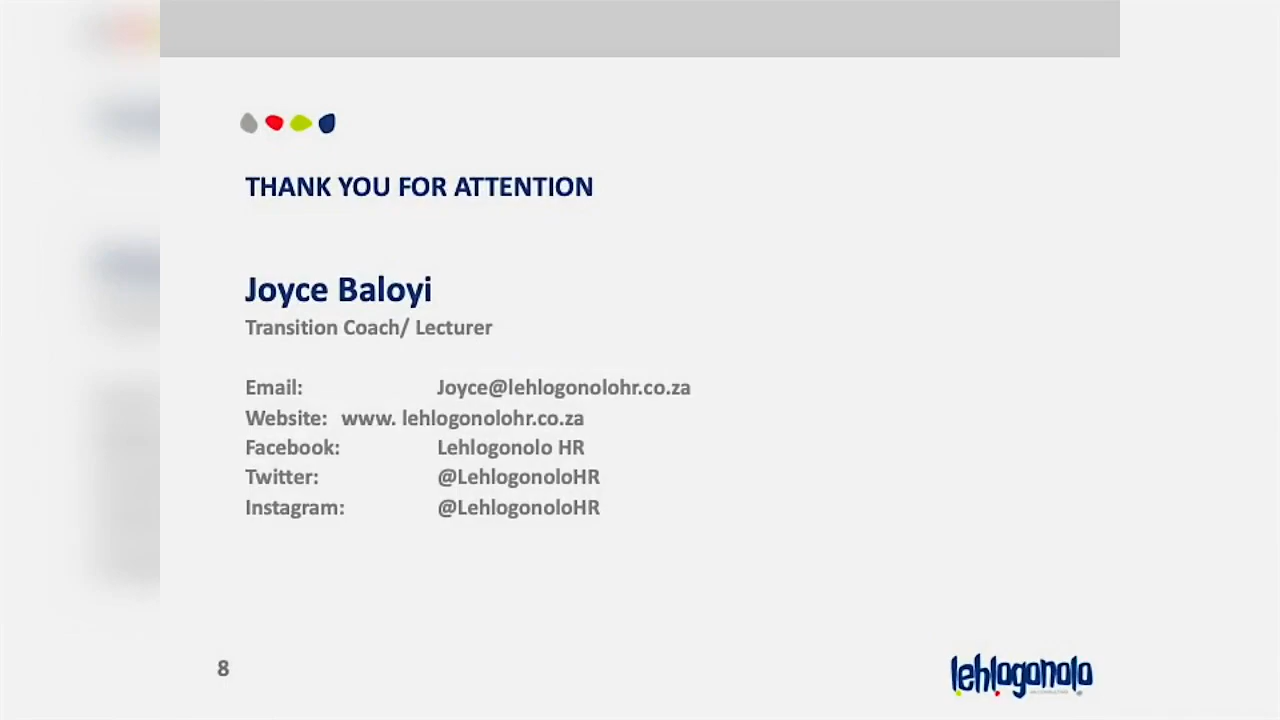 THANK YOU FOR ATTENTION
Joyce Baloyi
Transition Coach/ Lecturer
Email: Joyce@lehlogonolohr.co.za
Website: www. lehlogonolohr.co.za
Facebook: Lehlogonolo HR
Twitter: @LehlogonoloHR
Instagram: @LehlogonoloHR
8
lehlogonolo